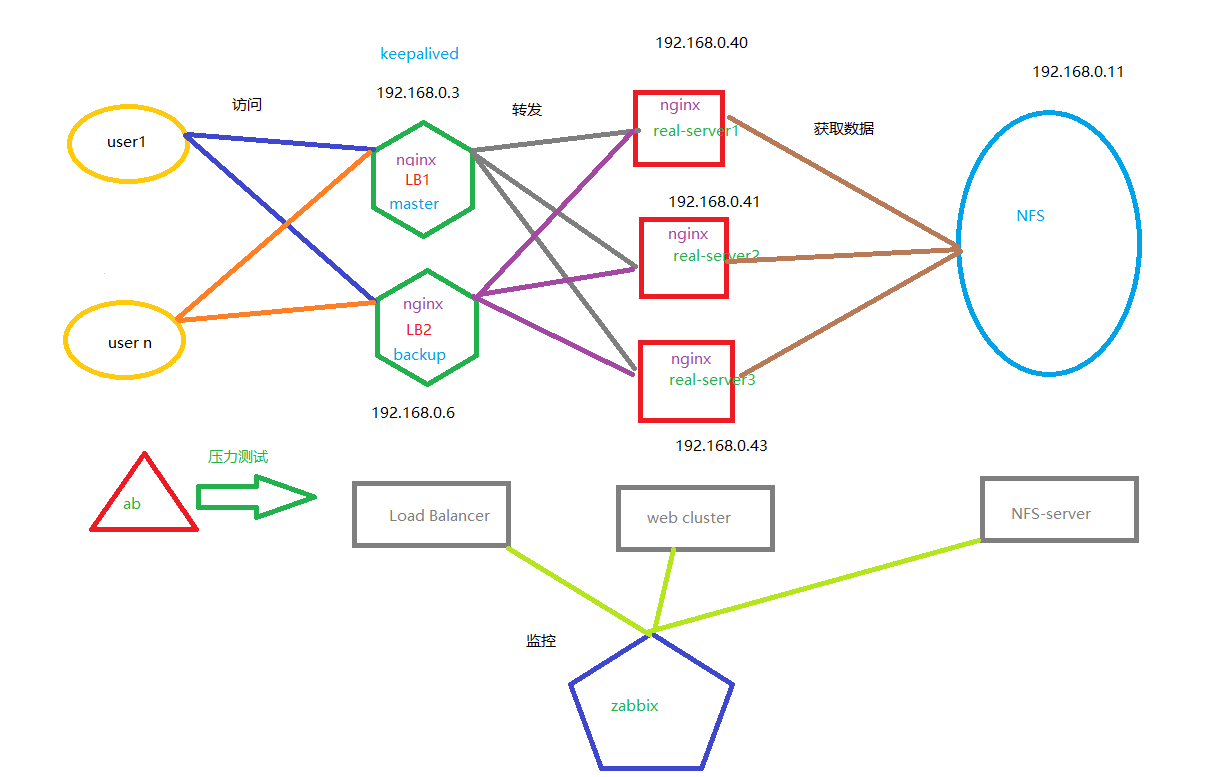 keepalived
192.168.0.40
192.168.0.11
192.168.0.3
访问
转发
获取数据
user1
nginx
LB1
master
nginx
real-server1
192.168.0.41
nginx
real-server2
NFS
user n
nginx
LB2
backup
192.168.0.6
nginx
real-server3
192.168.0.43
ab
压力测试
Load Balancer
web cluster
NFS-server
监控
zabbix